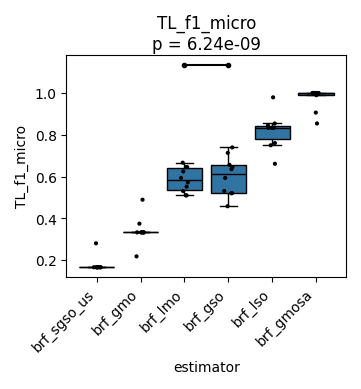 TL_f1_micro
p = 6.24e-09
TL_f1_micro
1.0
0.8
0.6
0.4
0.2
brf_sgso_us
brf_gmo
brf_lmo
brf_gso
brf_lso
brf_gmosa
estimator